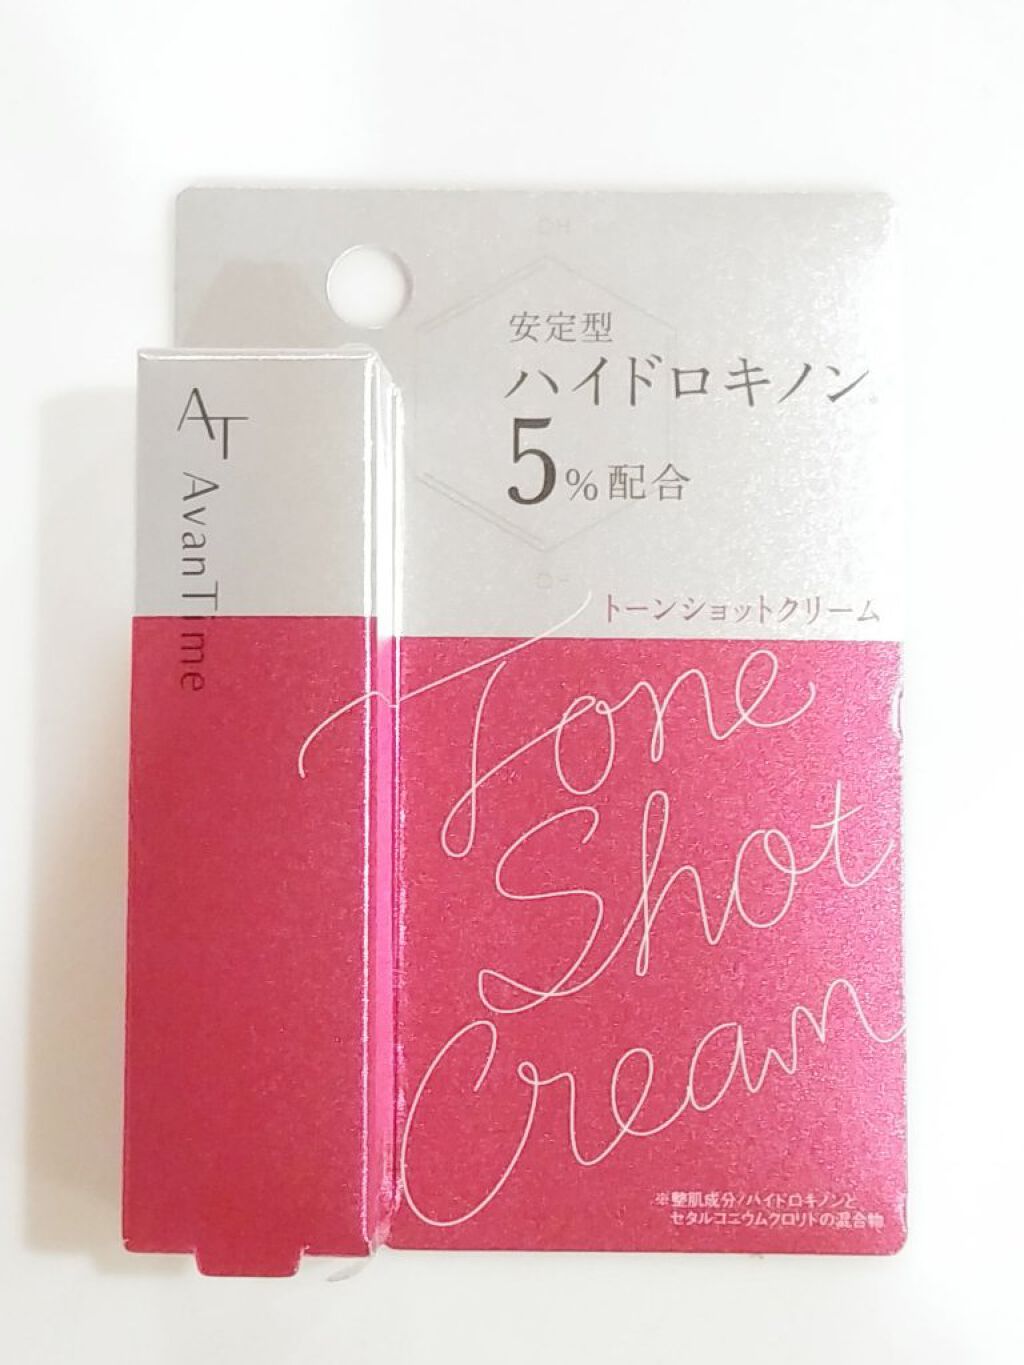 AT
AvanTime
安定型
ハイドロキノン※
5%配合
トーンショットクリーム
Tone
Shot
Cream
※整肌成分/ハイドロキノンと
セタルコニウムクロリドの混合物